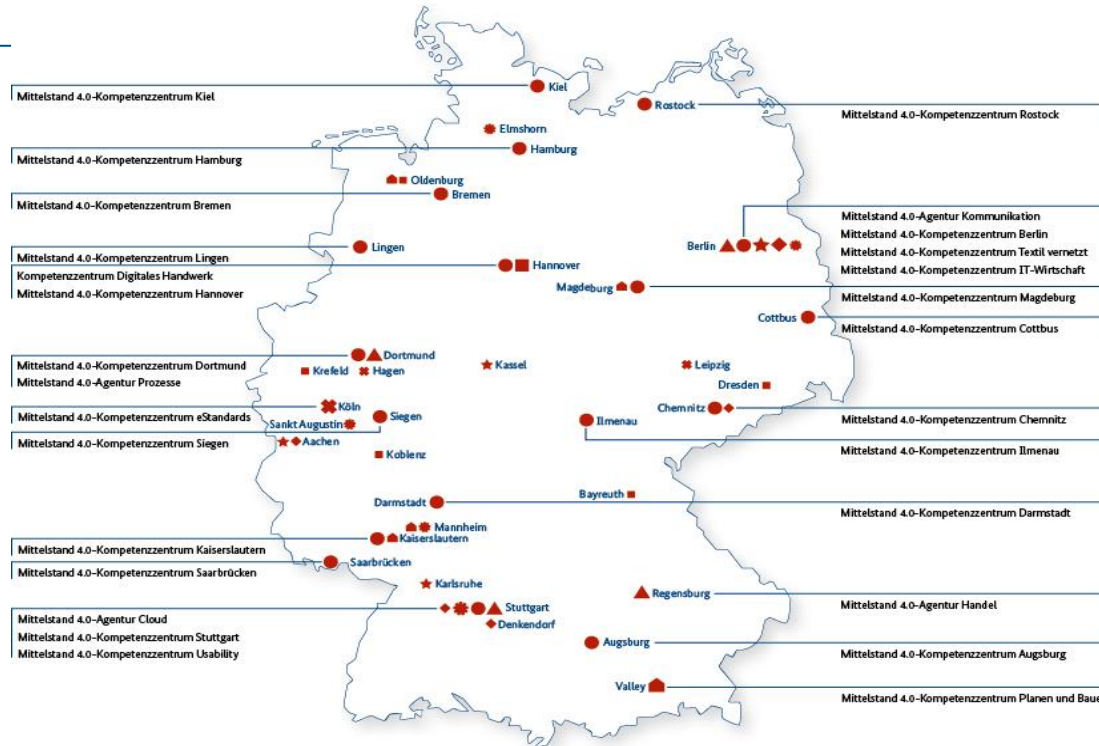 Mittelstand 4.0-Kompetenzzentrum Kiel
Mittelstand 4.0-Kompetenzzentrum Hamburg
Mittelstand 4.0-Kompetenzzentrum Bremen
Mittelstand 4.0-Kompetenzzentrum Lingen
Kompetenzzentrum Digitales Handwerk
Mittelstand 4.0-Kompetenzzentrum Hannover
Mittelstand 4.0-Kompetenzzentrum Dortmund
Mittelstand 4.0-Agentur Prozesse
Mittelstand 4.0-Kompetenzzentrum eStandards
Mittelstand 4.0-Kompetenzzentrum Siegen
Mittelstand 4.0-Kompetenzzentrum Kaiserslautern
Mittelstand 4.0-Kompetenzzentrum Saarbrücken
Mittelstand 4.0-Agentur Cloud
Mittelstand 4.0-Kompetenzzentrum Stuttgart
Mittelstand 4.0-Kompetenzzentrum Usability
Kiel
Rostock
Elmshorn
Hamburg
Oldenburg
Bremen
Berlin
Lingen
Hannover
Magdeburg
Cottbus
Dortmund
Kassel
Leipzig
Krefeld
Hagen
Dresden
Köln
Chemnitz
Siegen
Ilmenau
Sankt Augustin
Aachen
Koblenz
Bayreuth
Darmstadt
Mannheim
Kaiserslautern
Saarbrücken
Karlsruhe
Regensburg
Stuttgart
Denkendorf
Augsburg
Valley
Mittelstand 4.0-Kompetenzzentrum Rostock
Mittelstand 4.0-Agentur Kommunikation
Mittelstand 4.0-Kompetenzzentrum Berlin
Mittelstand 4.0-Kompetenzzentrum Textil vernetzt
Mittelstand 4.0-Kompetenzzentrum IT-Wirtschaft
Mittelstand 4.0-Kompetenzzentrum Magdeburg
Mittelstand 4.0-Kompetenzzentrum Cottbus
Mittelstand 4.0-Kompetenzzentrum Chemnitz
Mittelstand 4.0-Kompetenzzentrum Ilmenau
Mittelstand 4.0-Kompetenzzentrum Darmstadt
Mittelstand 4.0-Agentur Handel
Mittelstand 4.0-Kompetenzzentrum Augsburg
Mittelstand 4.0-Kompetenzzentrum Planen und Baue